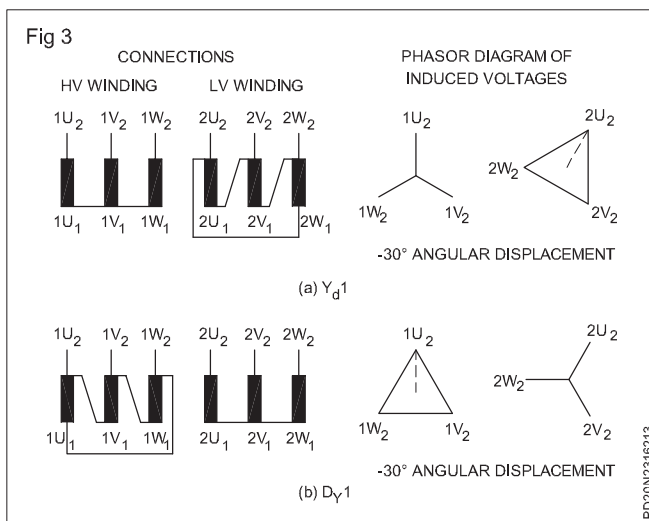 Fig 3
CONNECTIONS
HV WINDING
LV WINDING
PHASOR DIAGRAM OF
INDUCED VOLTAGES
1U₂ 1V₂ 1W₂
2U₂ 2V₂ 2W₂
1U₁ 1V₁ 1W₁
2U₁ 2V₁ 2W₁
1U₂
1W₂ 1V₂
2U₂
2W₂
2V₂
-30° ANGULAR DISPLACEMENT
(a) Yd1
1U₂ 1V₂ 1W₂
2U₂ 2V₂ 2W₂
1U₁ 1V₁ 1W₁
2U₁ 2V₁ 2W₁
1U₂
1W₂ 1V₂
2U₂
2W₂
2V₂
-30° ANGULAR DISPLACEMENT
(b) DY1
PD20N2316213